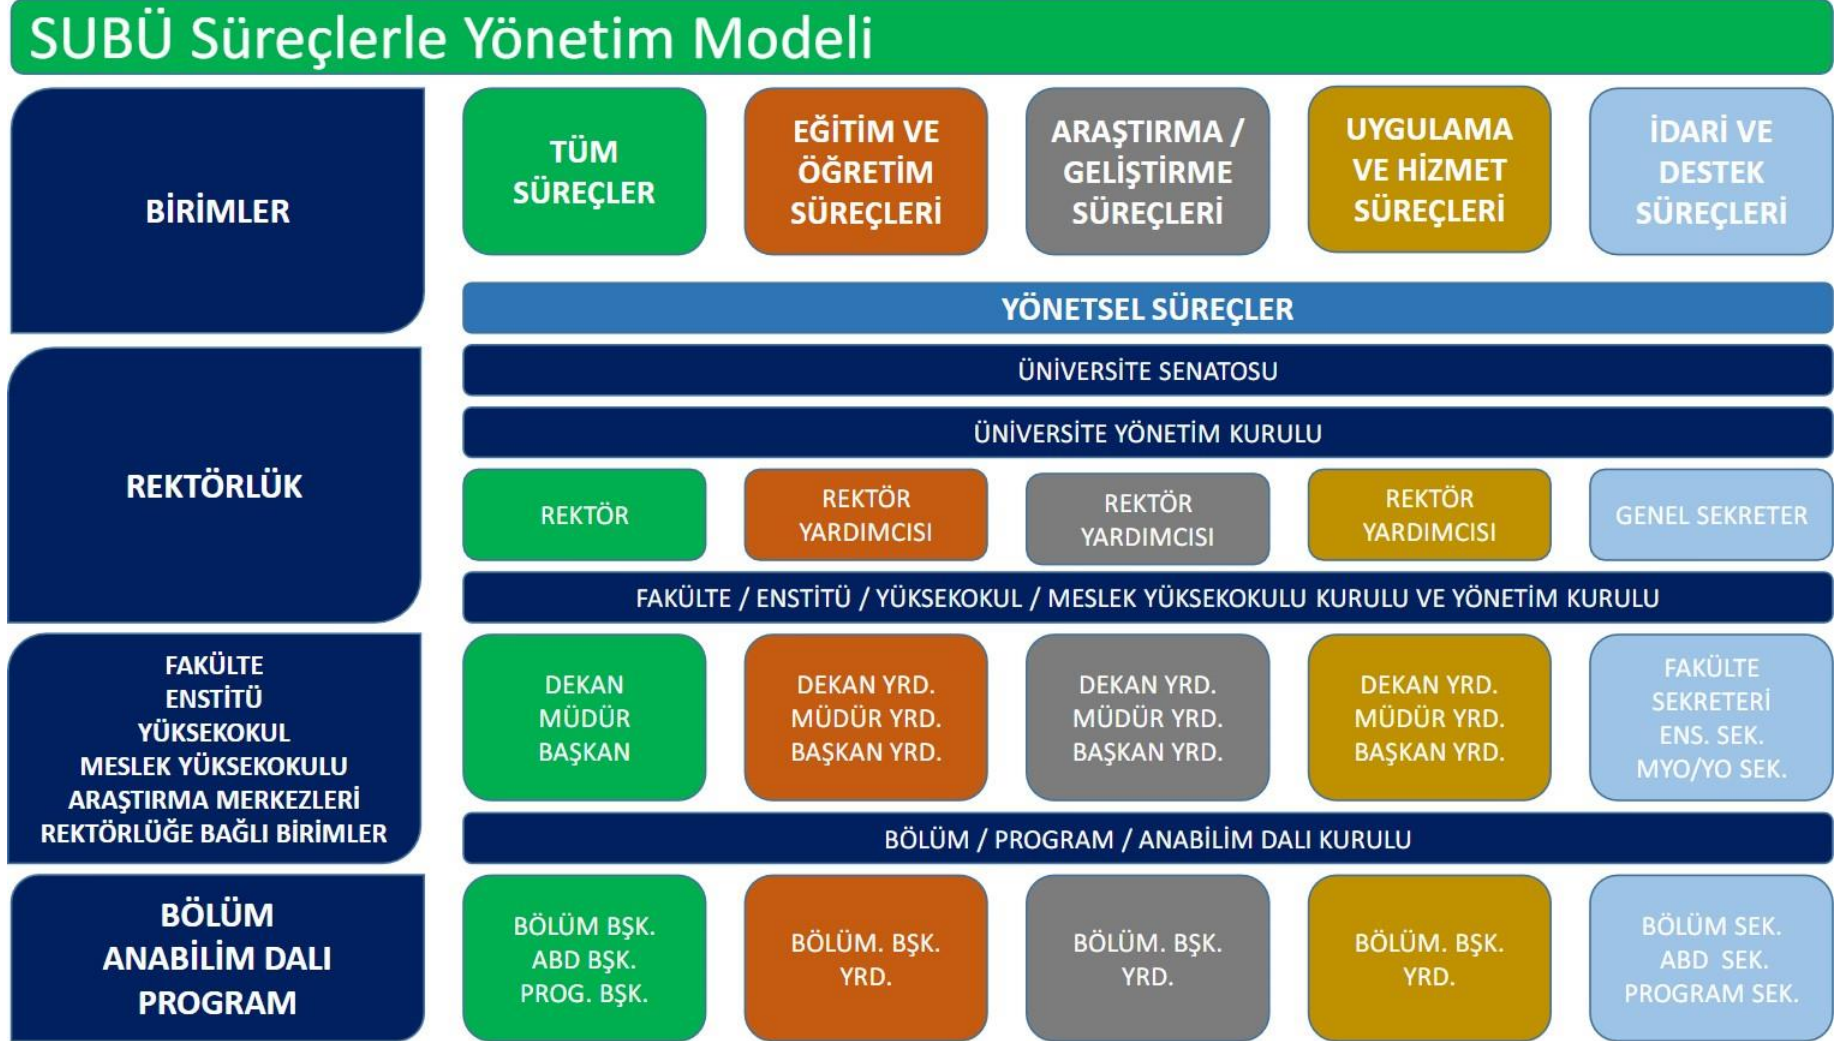 SUBÜ Süreçlerle Yönetim Modeli
BİRİMLER
TÜM
SÜREÇLER
EĞİTİM VE
ÖĞRETİM
SÜREÇLERİ
ARAŞTIRMA /
GELİŞTİRME
SÜREÇLERİ
UYGULAMA
VE HİZMET
SÜREÇLERİ
İDARİ VE
DESTEK
SÜREÇLERİ
YÖNETSEL SÜREÇLER
REKTÖRLÜK
ÜNİVERSİTE SENATOSU
ÜNİVERSİTE YÖNETİM KURULU
REKTÖR
REKTÖR
YARDIMCISI
REKTÖR
YARDIMCISI
REKTÖR
YARDIMCISI
GENEL SEKRETER
FAKÜLTE / ENSTİTÜ / YÜKSEKOKUL / MESLEK YÜKSEKOKULU KURULU VE YÖNETİM KURULU
FAKÜLTE
ENSTİTÜ
YÜKSEKOKUL
MESLEK YÜKSEKOKULU
ARAŞTIRMA MERKEZLERİ
REKTÖRLÜĞE BAĞLI BİRİMLER
DEKAN
MÜDÜR
BAŞKAN
DEKAN YRD.
MÜDÜR YRD.
BAŞKAN YRD.
DEKAN YRD.
MÜDÜR YRD.
BAŞKAN YRD.
DEKAN YRD.
MÜDÜR YRD.
BAŞKAN YRD.
FAKÜLTE
SEKRETERİ
ENS. SEK.
MYO/YO SEK.
BÖLÜM / PROGRAM / ANABİLİM DALI KURULU
BÖLÜM
ANABİLİM DALI
PROGRAM
BÖLÜM BŞK.
ABD BŞK.
PROG. BŞK.
BÖLÜM. BŞK.
YRD.
BÖLÜM. BŞK.
YRD.
BÖLÜM. BŞK.
YRD.
BÖLÜM SEK.
ABD SEK.
PROGRAM SEK.